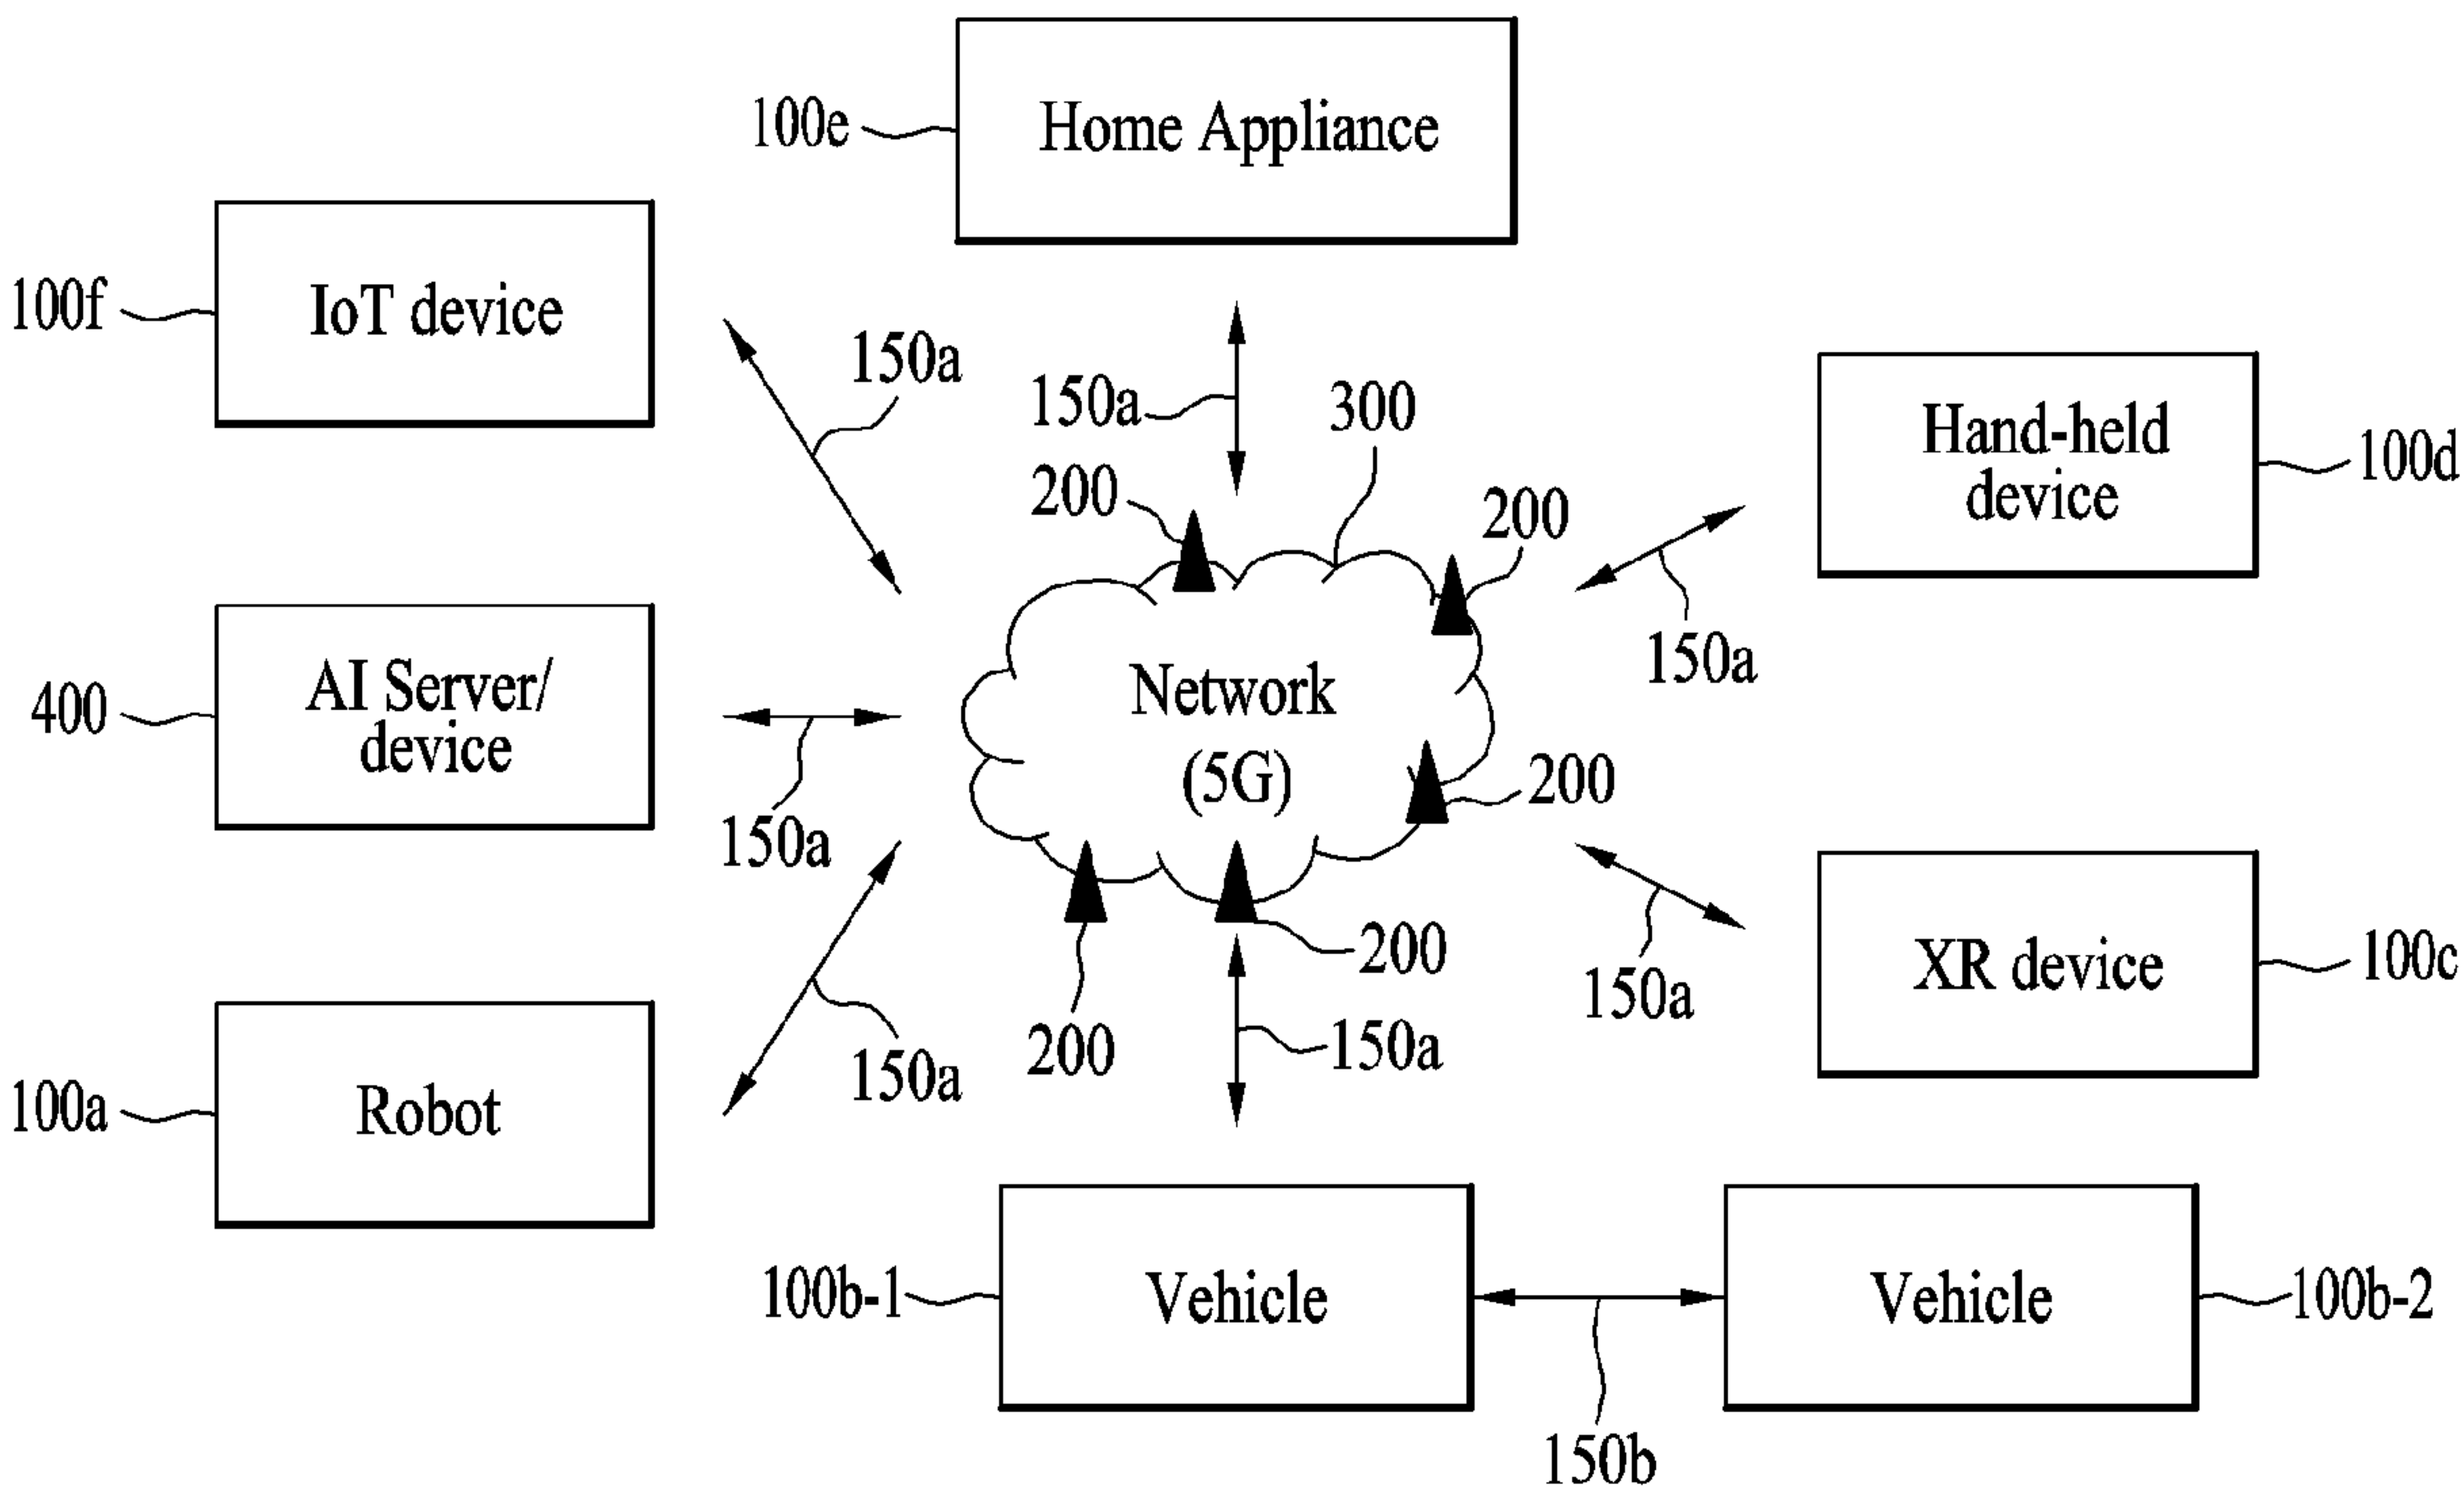 100e
Home Appliance
100f
IoT device
150a
150a
300
Hand-held
device
100d
200
200
150a
400
AI Server/
device
Network
(5G)
150a
200
200
200
150a
150a
150a
XR device
100c
100a
Robot
100b-1
Vehicle
Vehicle
100b-2
150b